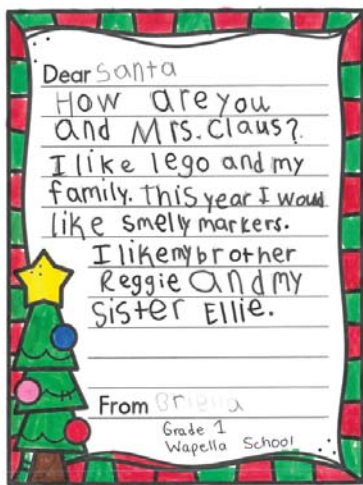 Dear Santa
How are you
and Mrs. Claus?
I like lego and my
family. This year I would
like smelly markers.
I like my brother
Reggie and my
Sister Ellie.
From Briella
Grade 1
Wapella School